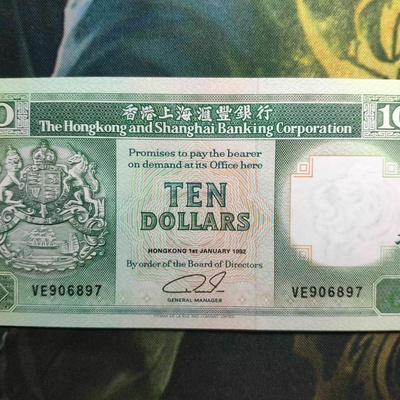 香港上海滙豐銀行
The Hongkong and Shanghai Banking Corporation
Promises to pay the bearer
on demand at its Office here
TEN
DOLLARS
HONGKONG 1st JANUARY 1992
By order of the Board of Directors
GENERAL MANAGER
VE906897
VE906897